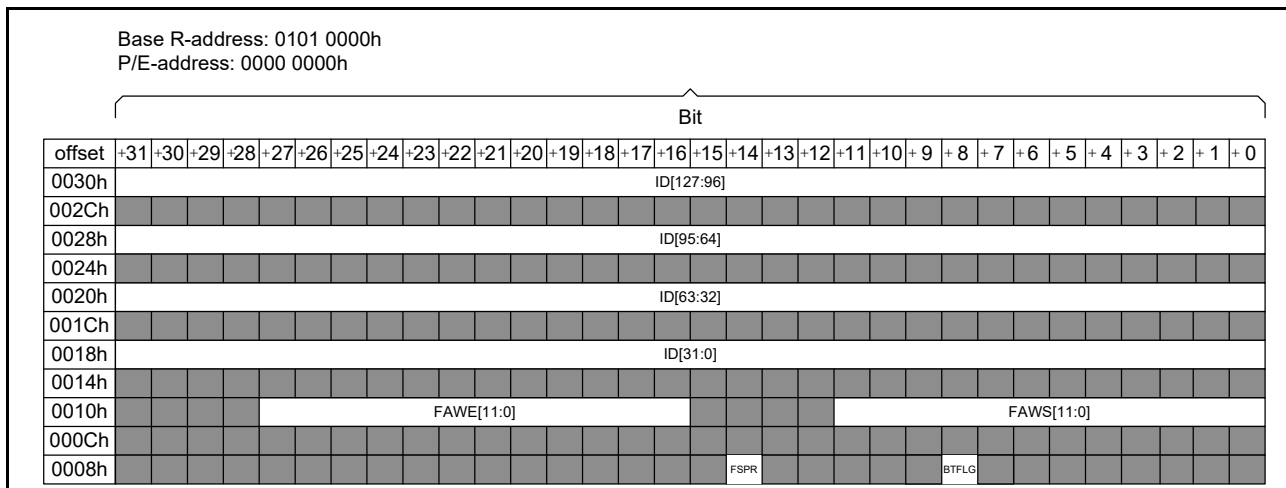 Base R-address: 0101 0000h
P/E-address: 0000 0000h
Bit
offset +31 +30 +29 +28 +27 +26 +25 +24 +23 +22 +21 +20 +19 +18 +17 +16 +15 +14 +13 +12 +11 +10 + 9 + 8 + 7 +6 + 5 + 4 + 3 + 2 + 1 + 0
0030h ID[127:96]
002Ch
0028h ID[95:64]
0024h
0020h ID[63:32]
001Ch
0018h ID[31:0]
0014h
0010h FAWE[11:0] FAWS[11:0]
000Ch
0008h FSPR BTFLG